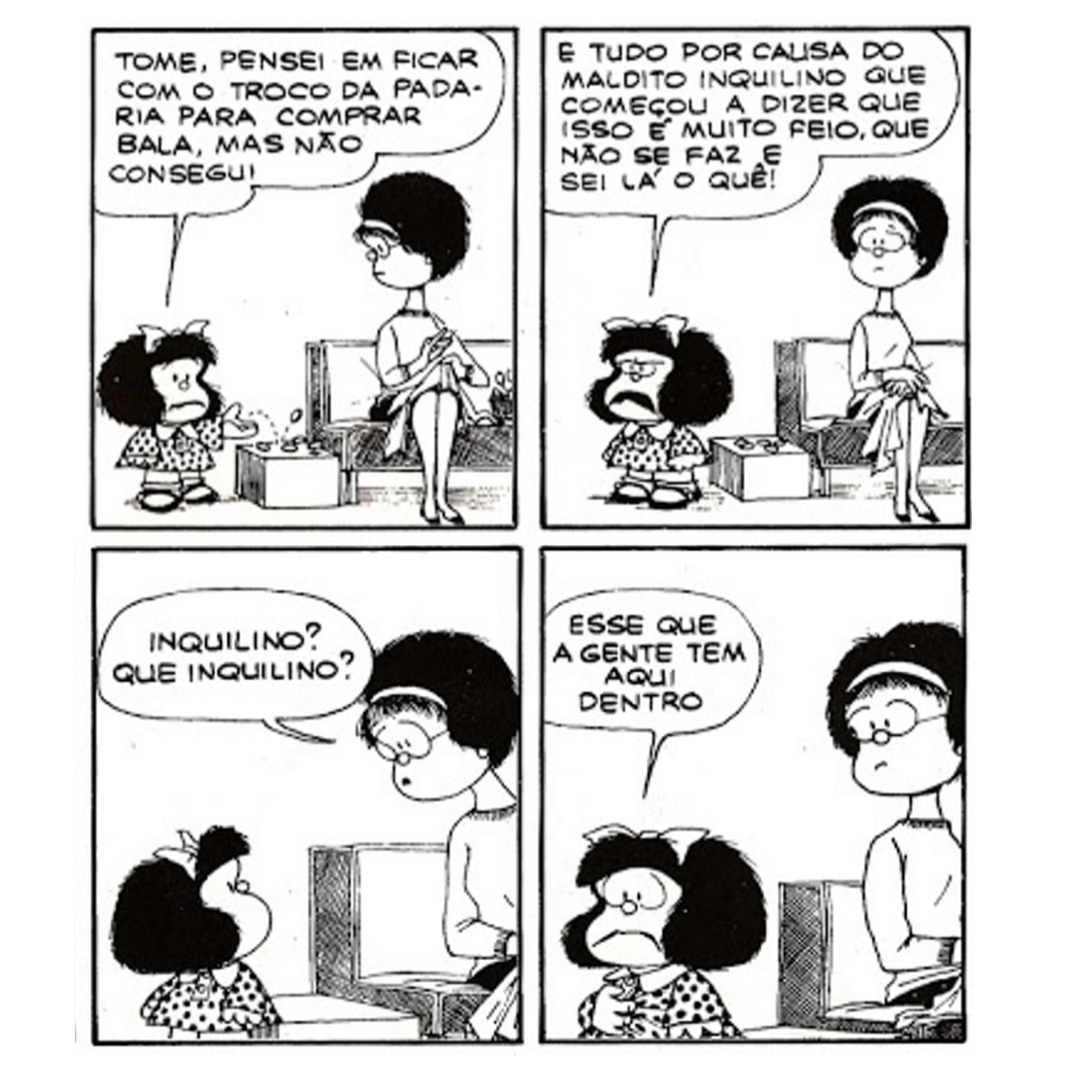 TOME, PENSEI EM FICAR
COM O TROCO DA PADA-
RIA PARA COMPRAR
BALA, MAS NÃO
CONSEGUI
E TUDO POR CAUSA DO
MALDITO INQUILINO QUE
COMEÇOU A DIZER QUE
ISSO É MUITO FEIO, QUE
NÃO SE FAZ E
SEI LÁ O QUÊ!
INQUILINO?
QUE INQUILINO?
ESSE QUE
A GENTE TEM
AQUI
DENTRO